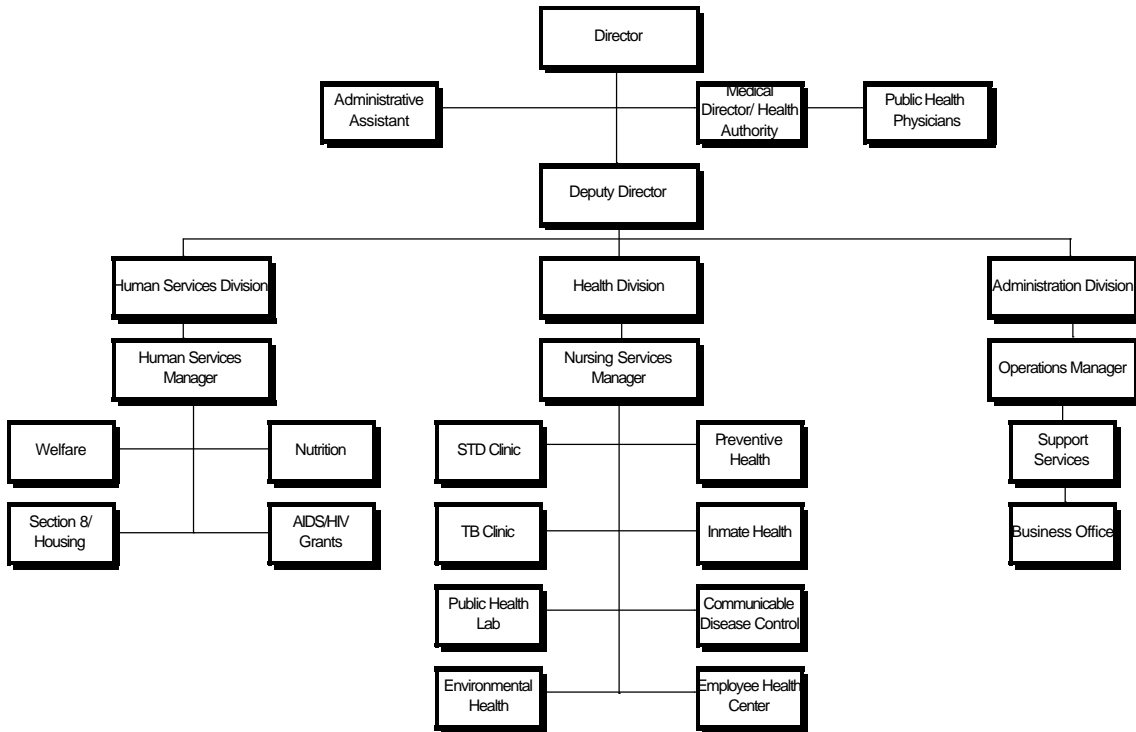 Director
Administrative
Assistant
Medical
Director/ Health
Authority
Public Health
Physicians
Deputy Director
Human Services Division
Health Division
Administration Division
Human Services
Manager
Nursing Services
Manager
Operations Manager
Welfare
Nutrition
STD Clinic
Preventive
Health
Support
Services
Section 8/
Housing
AIDS/HIV
Grants
TB Clinic
Inmate Health
Business Office
Public Health
Lab
Communicable
Disease Control
Environmental
Health
Employee Health
Center